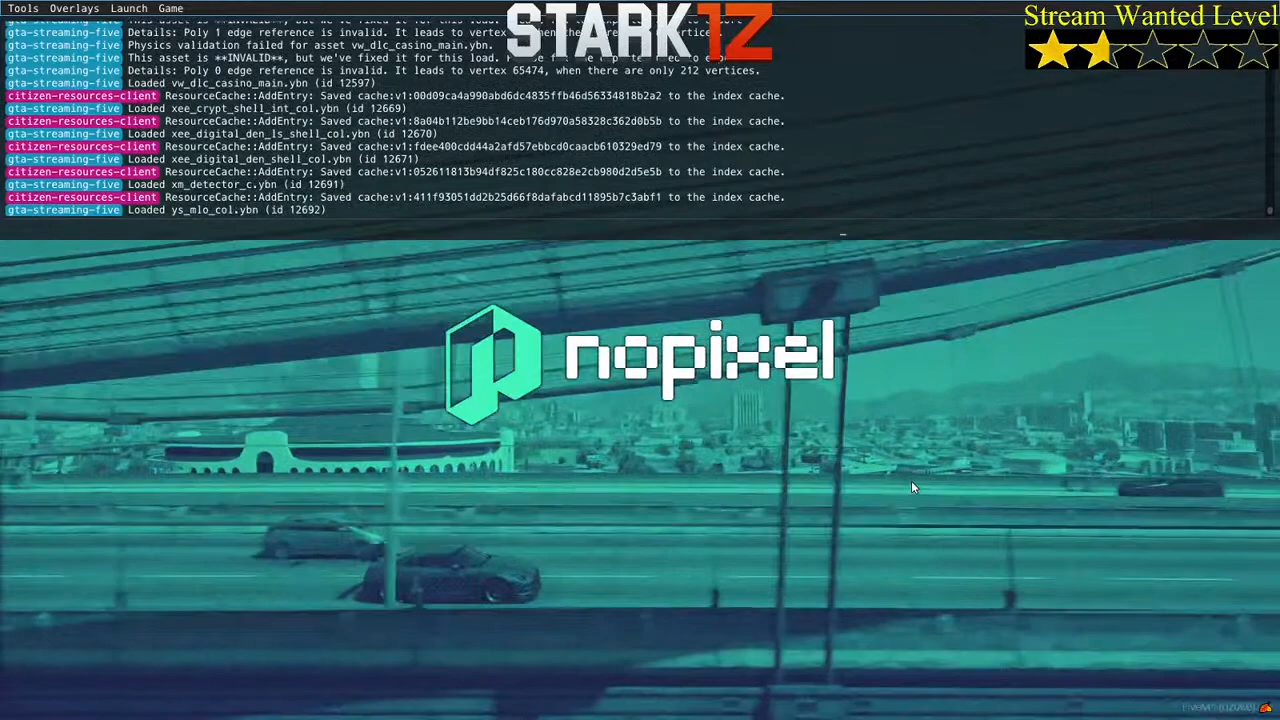 Tools Overlays Launch Game
gta-streaming-five Details: Poly 1 edge reference is invalid. It leads to vertex
gta-streaming-five Physics validation failed for asset vw_dlc_casino_main.ybn.
gta-streaming-five This asset is **INVALID**, but we've fixed it for this load.
gta-streaming-five Details: Poly 0 edge reference is invalid. It leads to vertex 65474, when there are only 212 vertices.
gta-streaming-five Loaded vw_dlc_casino_main.ybn (id 12597)
citizen-resources-client ResourceCache::AddEntry: Saved cache:v1:00d09ca4a990abd6dc4835ffb46d56334818b2a2 to the index cache.
gta-streaming-five Loaded xee_crypt_shell_int_col.ybn (id 12669)
citizen-resources-client ResourceCache::AddEntry: Saved cache:v1:8a04b112be9bb14ceb176d970a58328c362d0b5b to the index cache.
gta-streaming-five Loaded xee_digital_den_ls_shell_col.ybn (id 12670)
citizen-resources-client ResourceCache::AddEntry: Saved cache:v1:fdee400cdd44a2afd57ebbcd0caacb610329ed79 to the index cache.
gta-streaming-five Loaded xee_digital_den_shell_col.ybn (id 12671)
citizen-resources-client ResourceCache::AddEntry: Saved cache:v1:052611813b94df825c180cc828e2cb980d2d5e5b to the index cache.
gta-streaming-five Loaded xm_detector_c.ybn (id 12691)
citizen-resources-client ResourceCache::AddEntry: Saved cache:v1:411f93051dd2b25d66f8dafabcd11895b7c3abf1 to the index cache.
gta-streaming-five Loaded ys_mlo_col.ybn (id 12692)
STARK1Z
Stream Wanted Level
nopixel